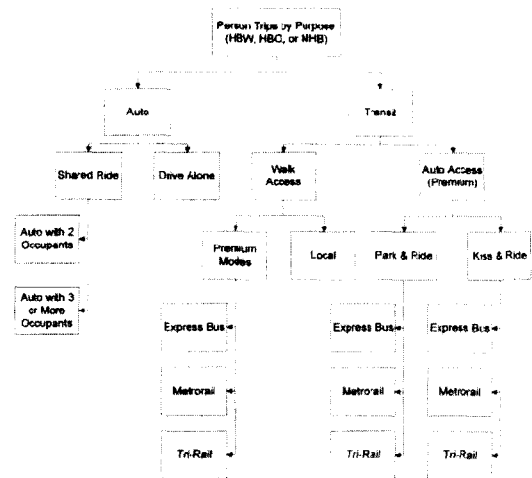 Person Trips by Purpose
(HBW, HBO, or NHB)
Auto
Transit
Shared Ride
Drive Alone
Walk
Access
Auto Access
(Premium)
Auto with 2
Occupants
Premium
Modes
Local
Park & Ride
Kiss & Ride
Auto with 3
or More
Occupants
Express Bus
Express Bus
Express Bus
Metrorail
Metrorail
Metrorail
Tri-Rail
Tri-Rail
Tri-Rail